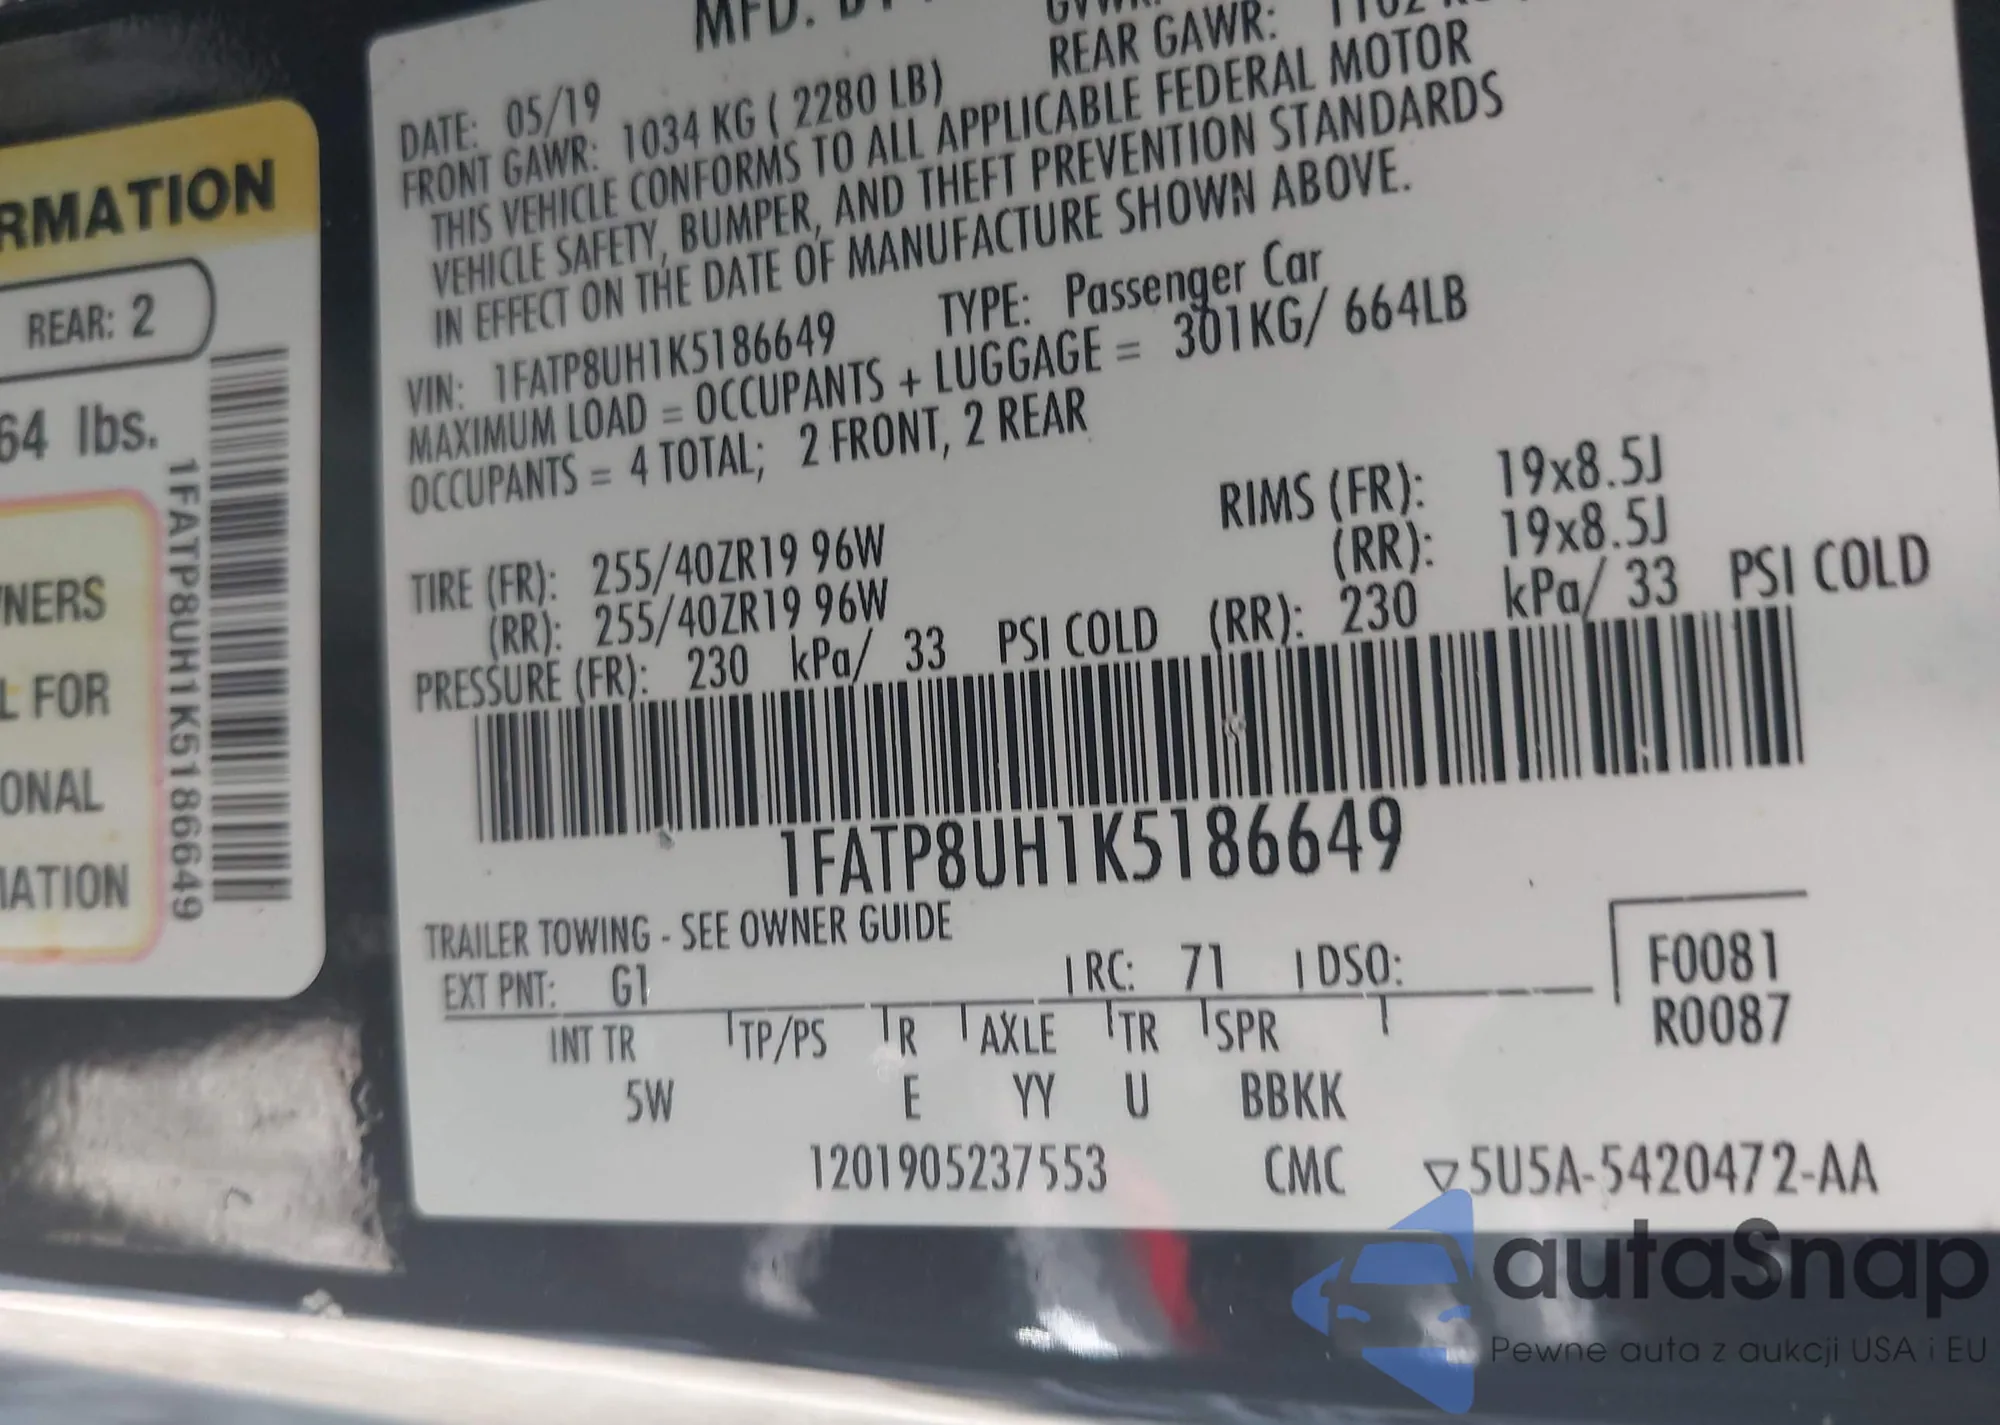 MFD.
REAR GAWR:
DATE: 05/19
FRONT GAWR: 1034 KG ( 2280 LB)
THIS VEHICLE CONFORMS TO ALL APPLICABLE FEDERAL MOTOR
VEHICLE SAFETY, BUMPER, AND THEFT PREVENTION STANDARDS
IN EFFECT ON THE DATE OF MANUFACTURE SHOWN ABOVE.
VIN: 1FATP8UH1K5186649 TYPE: Passenger Car
MAXIMUM LOAD = OCCUPANTS + LUGGAGE = 301KG/ 664LB
OCCUPANTS = 4 TOTAL; 2 FRONT, 2 REAR
TIRE (FR): 255/40ZR19 96W RIMS (FR): 19x8.5J
(RR): 255/40ZR19 96W (RR): 19x8.5J
PRESSURE (FR): 230 kPa/ 33 PSI COLD (RR): 230 kPa/ 33 PSI COLD
1FATP8UH1K5186649
TRAILER TOWING - SEE OWNER GUIDE
EXT PNT: G1 RC: 71 DSO:
F0081
R0087
INT TR TP/PS R AXLE TR SPR
5W E YY U BBKK
1201905237553 CMC ▽5U5A-5420472-AA
RMATION
REAR: 2
64 lbs.
1FATP8UH1K5186649
NERS
L FOR
ONAL
MATION
autaSnap
Pewne auta z aukcji USA i EU